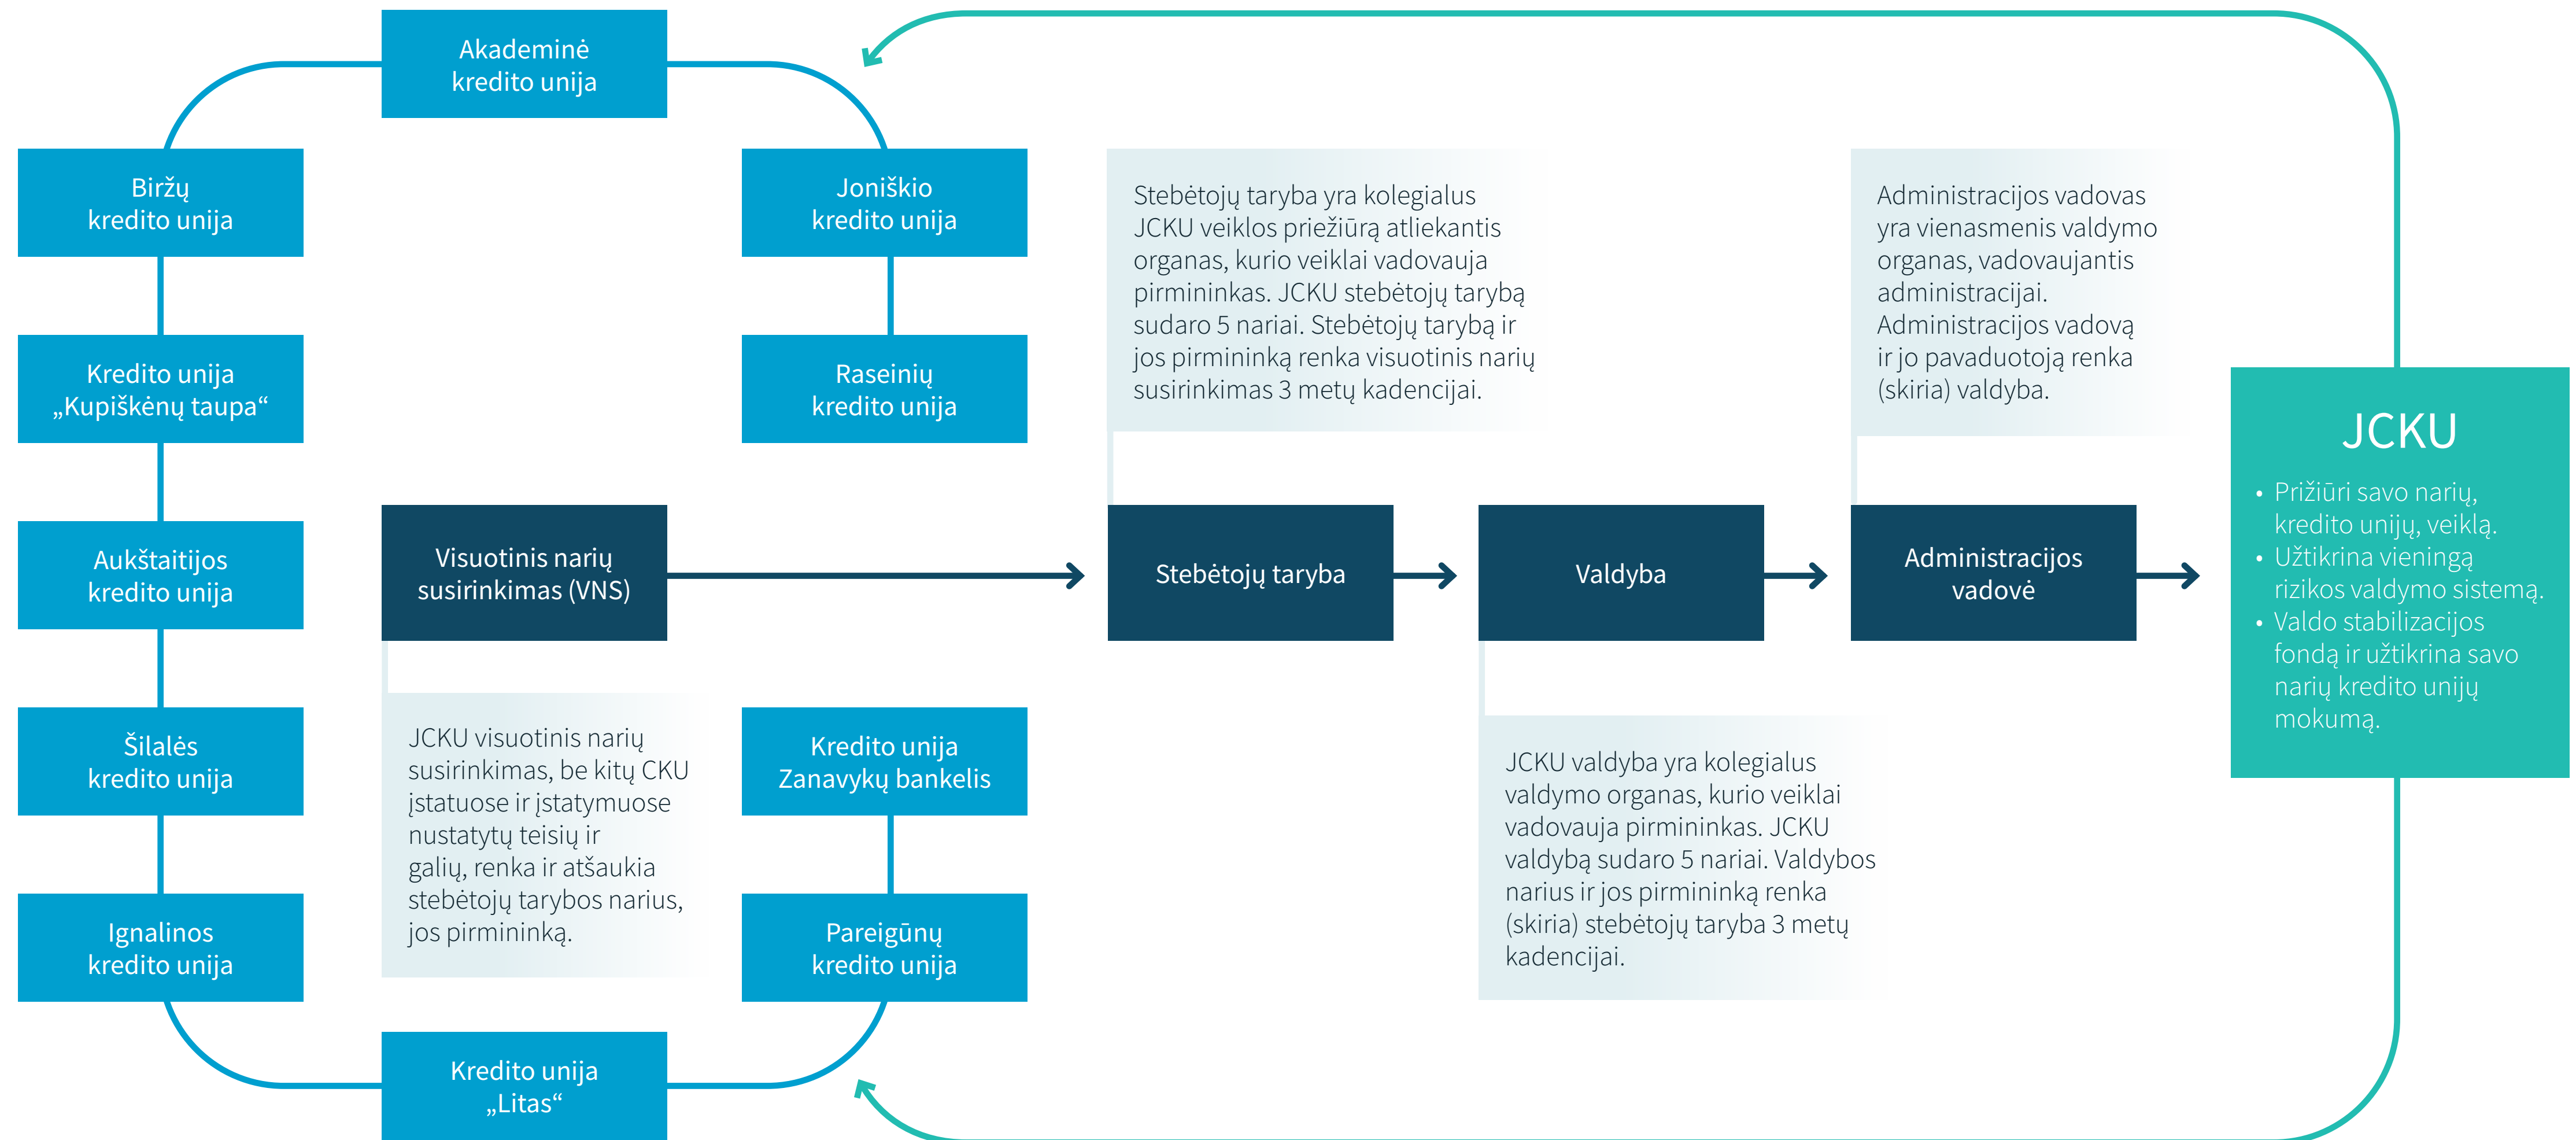 Akademinė
kredito unija
Biržų
kredito unija
Kredito unija
„Kupiškėnų taupa“
Aukštaitijos
kredito unija
Šilalės
kredito unija
Ignalinos
kredito unija
Kredito unija
„Litas“
Joniškio
kredito unija
Raseinių
kredito unija
Kredito unija
Zanavykų bankelis
Pareigūnų
kredito unija
Visuotinis narių
susirinkimas (VNS)
JCKU visuotinis narių
susirinkimas, be kitų CKU
įstatuose ir įstatymuose
nustatytų teisių ir
galių, renka ir atšaukia
stebėtojų tarybos narius,
jos pirmininką.
Stebėtojų taryba yra kolegialus
JCKU veiklos priežiūrą atliekantis
organas, kurio veiklai vadovauja
pirmininkas. JCKU stebėtojų tarybą
sudaro 5 nariai. Stebėtojų tarybą ir
jos pirmininką renka visuotinis narių
susirinkimas 3 metų kadencijai.
Stebėtojų taryba
Valdyba
JCKU valdyba yra kolegialus
valdymo organas, kurio veiklai
vadovauja pirmininkas. JCKU
valdybą sudaro 5 nariai. Valdybos
narius ir jos pirmininką renka
(skiria) stebėtojų taryba 3 metų
kadencijai.
Administracijos vadovas
yra vienasmenis valdymo
organas, vadovaujantis
administracijai.
Administracijos vadovą
ir jo pavaduotoją renka
(skiria) valdyba.
Administracijos
vadovė
JCKU
• Prižiūri savo narių,
kredito unijų, veiklą.
• Užtikrina vieningą
rizikos valdymo sistemą.
• Valdo stabilizacijos
fondą ir užtikrina savo
narių kredito unijų
mokumą.